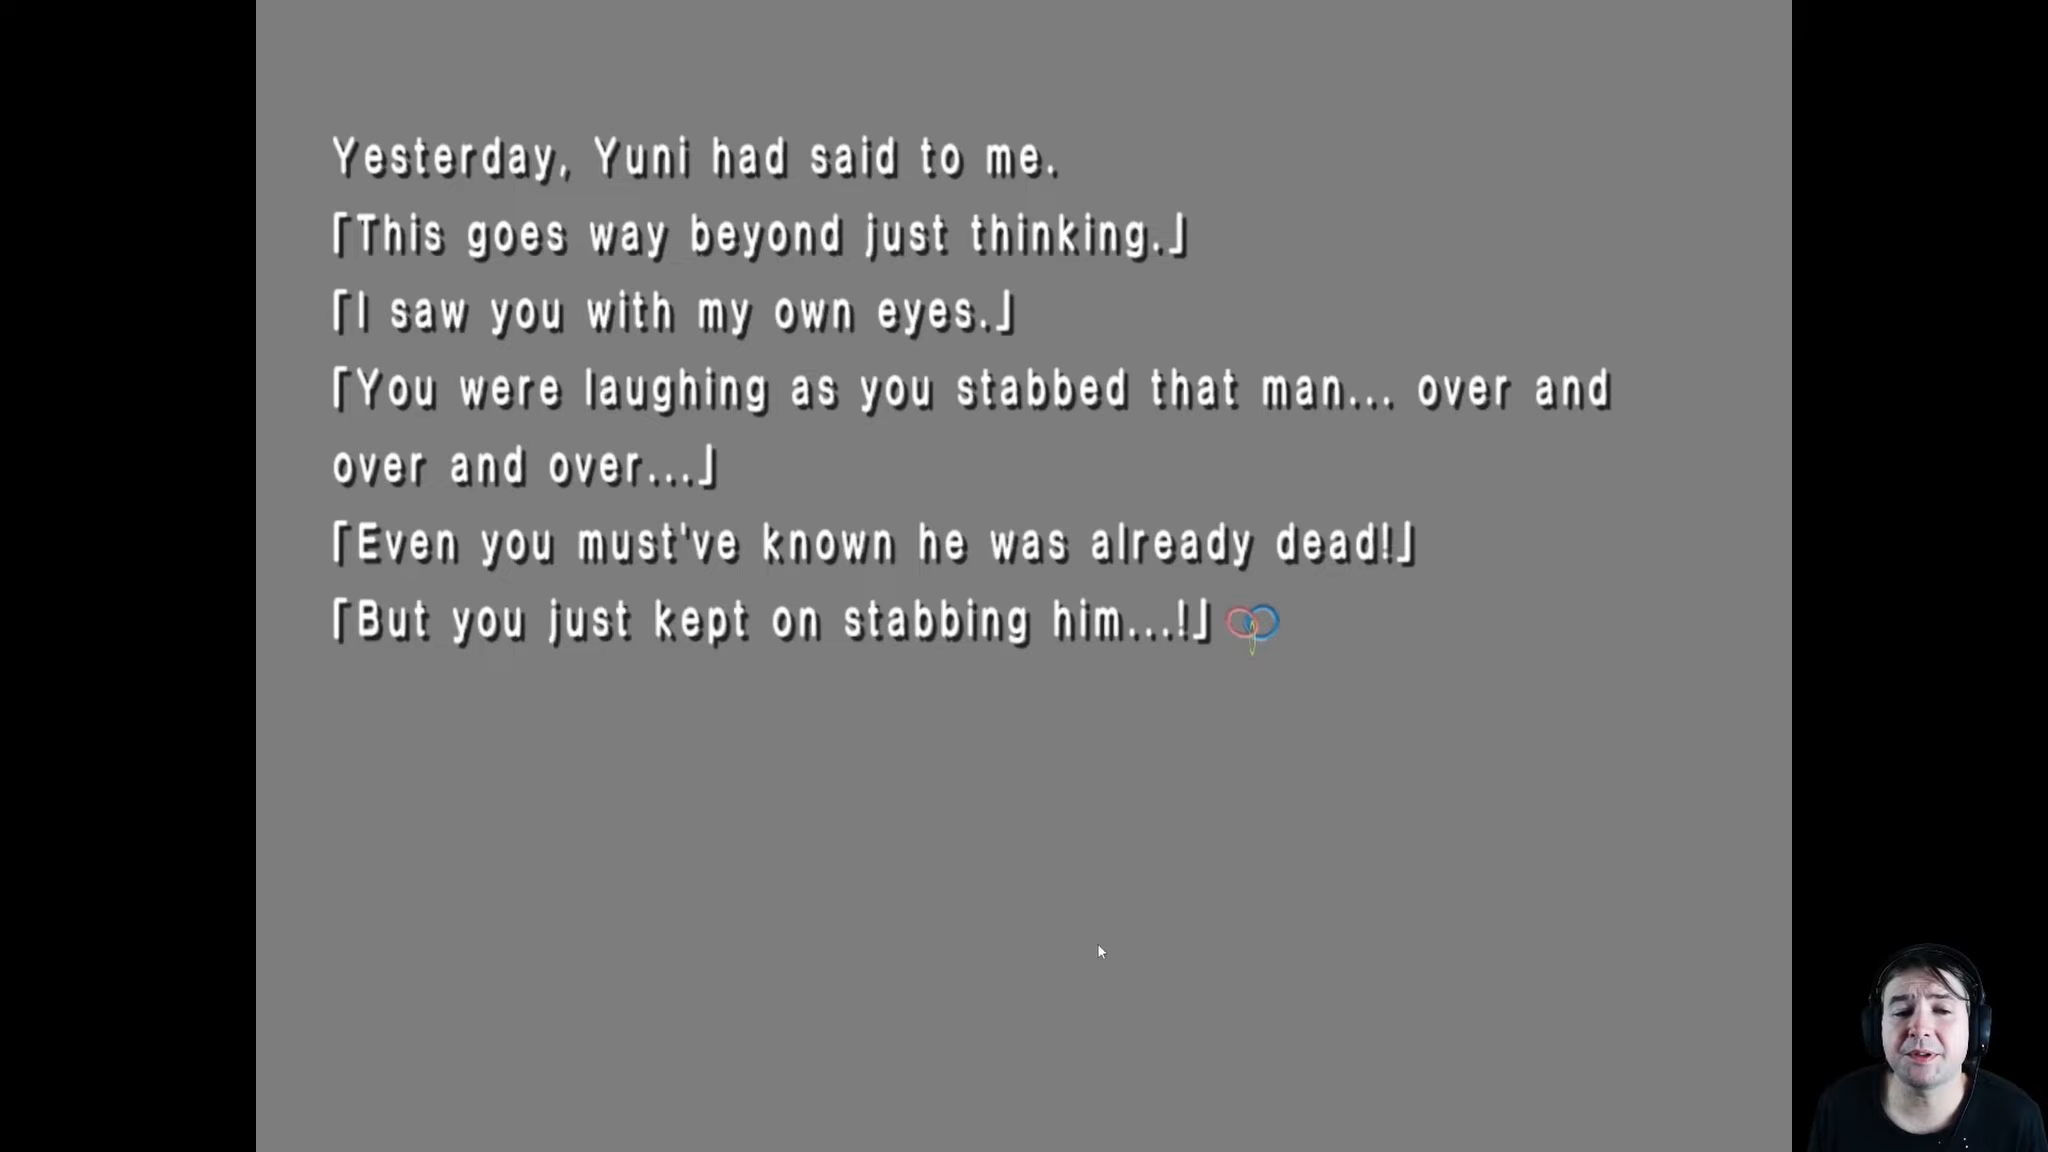 Yesterday, Yuni had said to me.
「This goes way beyond just thinking.」
「I saw you with my own eyes.」
「You were laughing as you stabbed that man... over and
over and over...」
「Even you must've known he was already dead!」
「But you just kept on stabbing him...!」